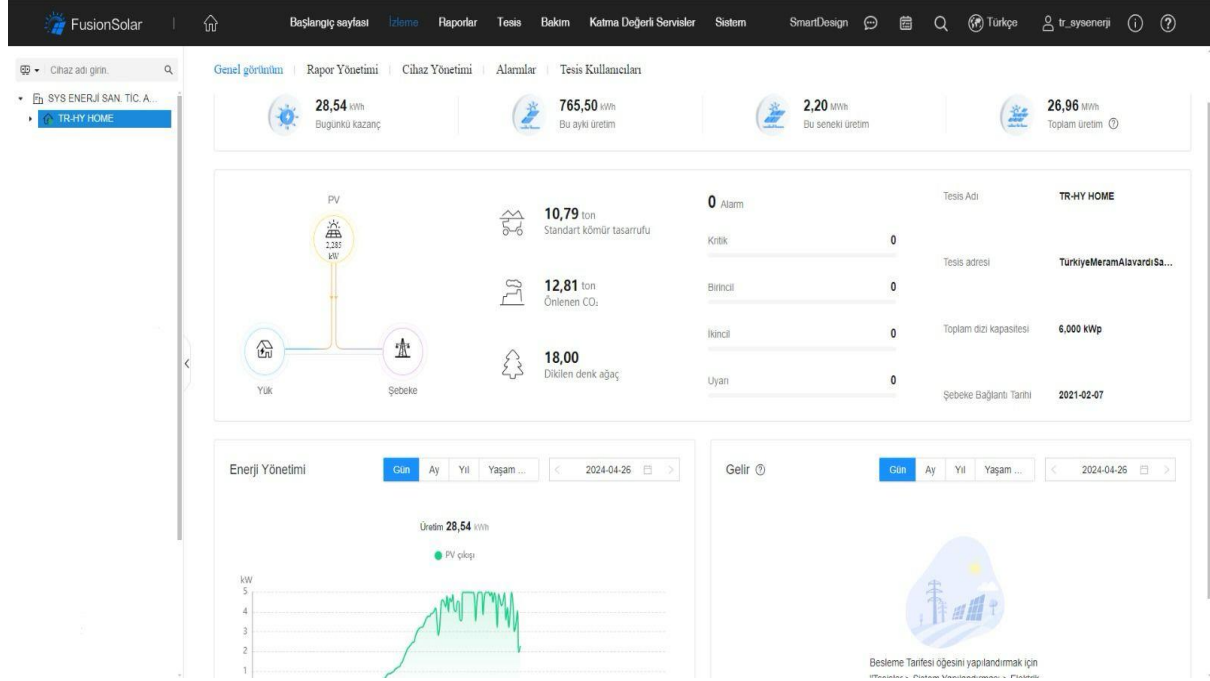 FusionSolar
Başlangıç sayfası İzleme Raporlar Tesis Bakım Katma Değerli Servisler Sistem SmartDesign Türkçe tr_sysenerji
Cihaz adı girin.
SYS ENERJİ SAN. TİC. A...
TR-HY HOME
Genel görünüm Rapor Yönetimi Cihaz Yönetimi Alarmlar Tesis Kullanıcıları
28,54 kWh
Bugünkü kazanç
765,50 kWh
Bu ayki üretim
2,20 MWh
Bu seneki üretim
26,96 MWh
Toplam üretim
PV
2,285
kW
Yük
Şebeke
10,79 ton
Standart kömür tasarrufu
12,81 ton
Önlenen CO₂
18,00
Dikilen denk ağaç
0 Alarm
Kritik 0
Birincil 0
İkincil 0
Uyarı 0
Tesis Adı TR-HY HOME
Tesis adresi TürkiyeMeramAlavardıSa...
Toplam dizi kapasitesi 6,000 kWp
Şebeke Bağlantı Tarihi 2021-02-07
Enerji Yönetimi
Gün Ay Yıl Yaşam ... 2024-04-26
Üretim 28,54 kWh
PV çıkışı
kW
5
4
3
2
1
Gelir
Gün Ay Yıl Yaşam ... 2024-04-26
Besleme Tarifesi öğesini yapılandırmak için